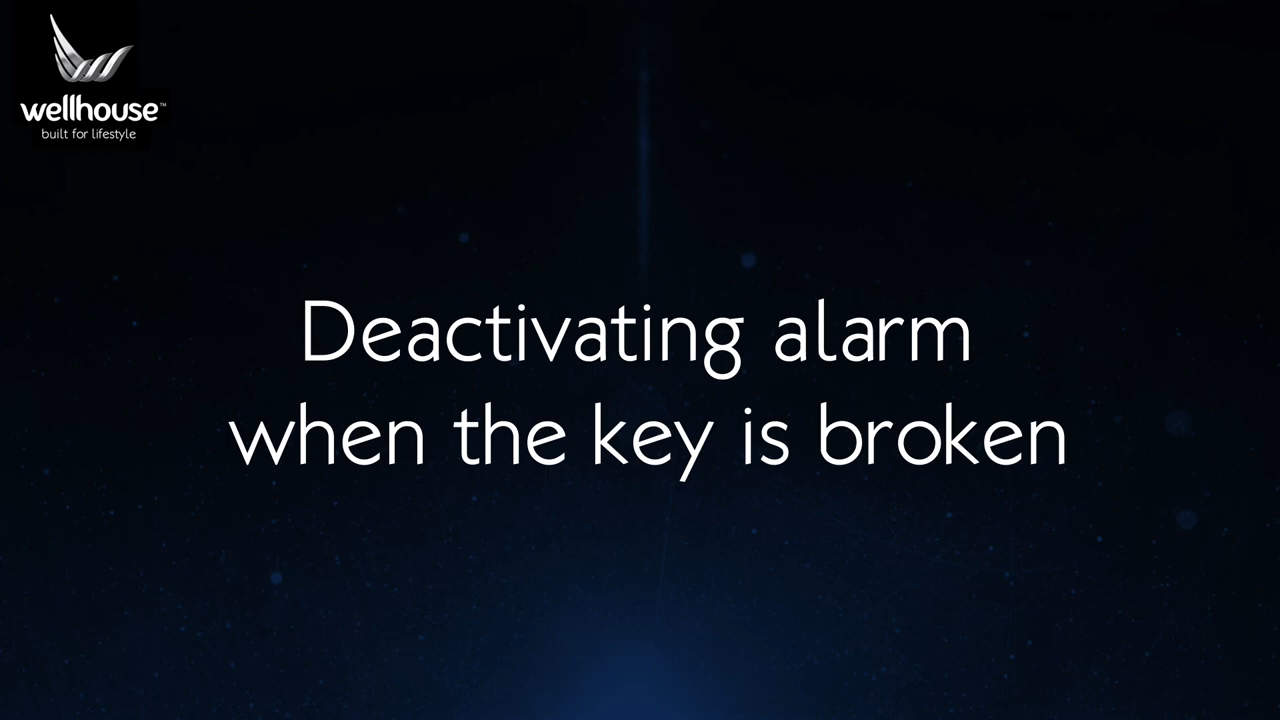 wellhouse™
built for lifestyle
Deactivating alarm
when the key is broken